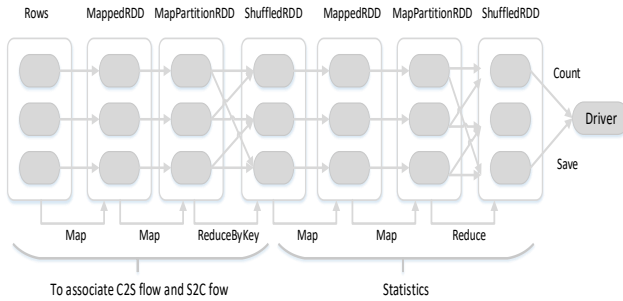 Rows MappedRDD MapPartitionRDD ShuffledRDD MappedRDD MapPartitionRDD ShuffledRDD
Count
Driver
Save
Map Map ReduceByKey Map Map Reduce
To associate C2S flow and S2C fow Statistics